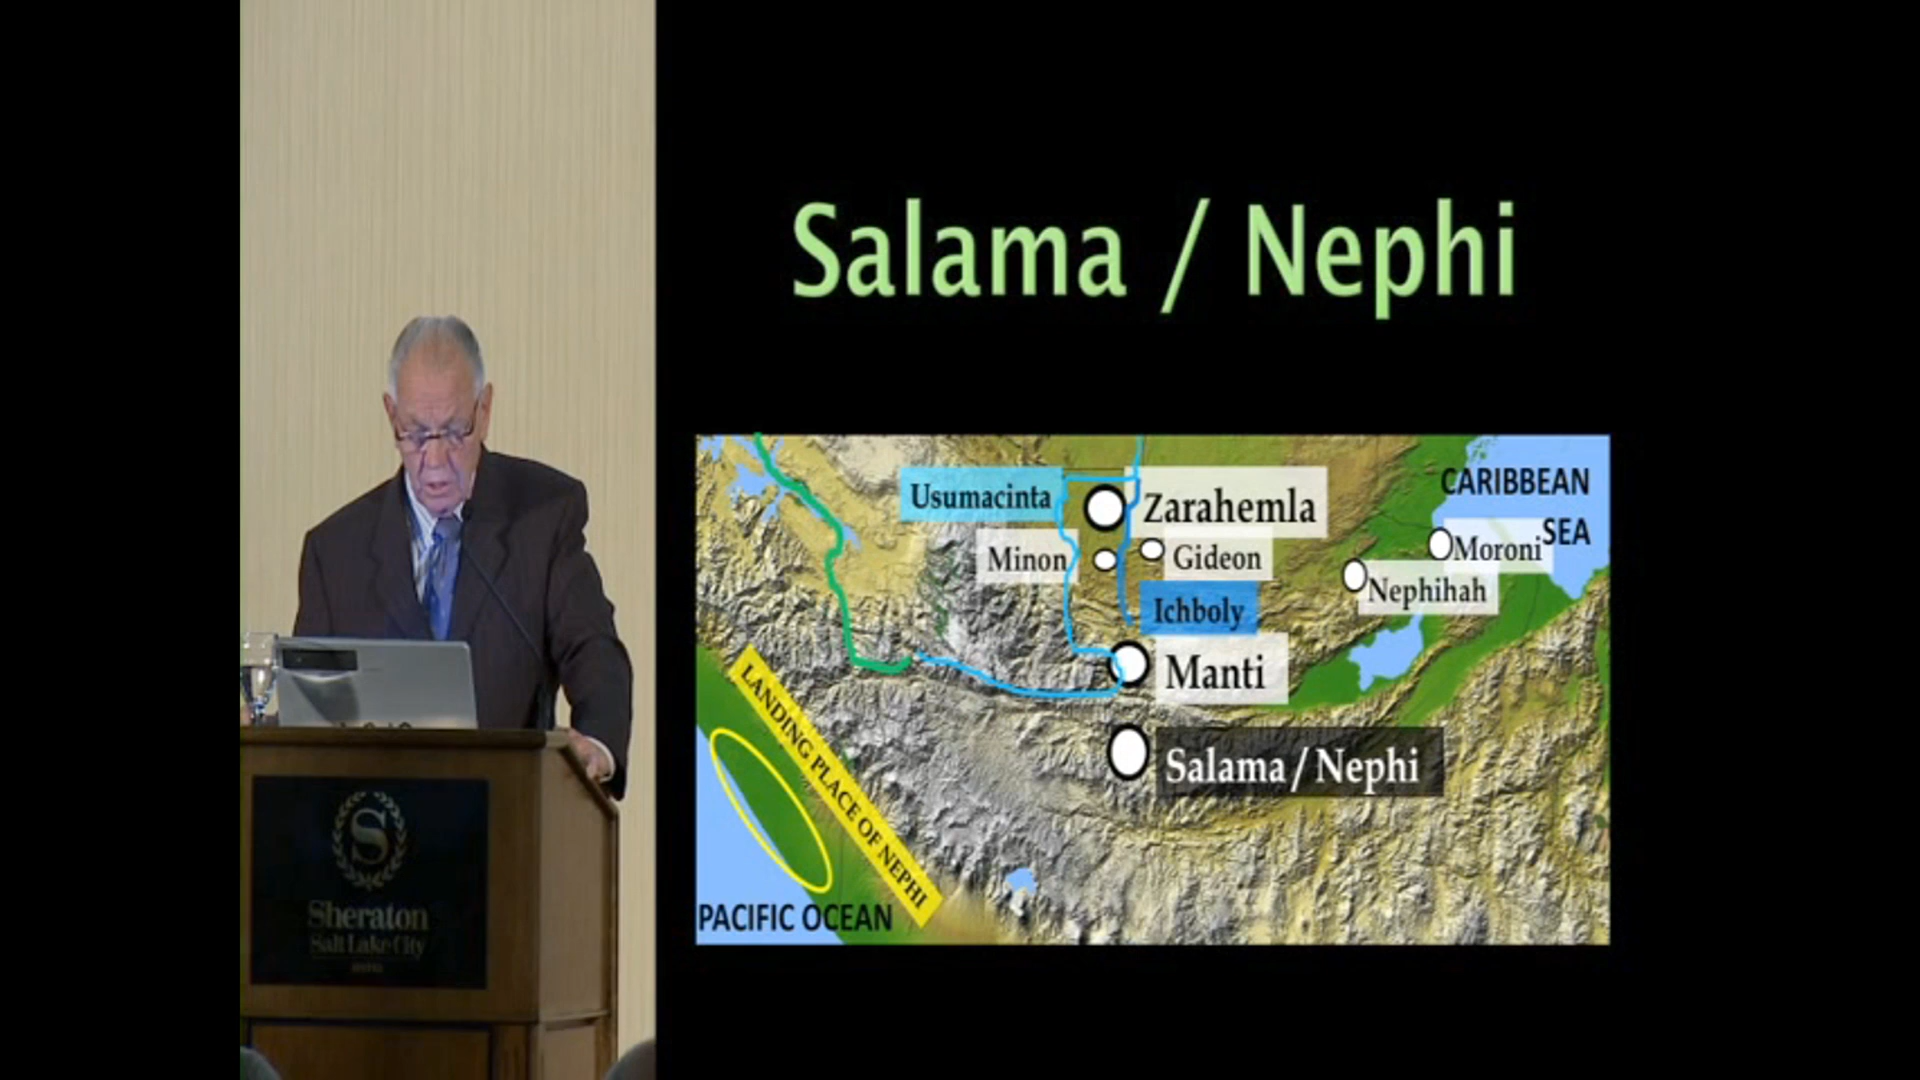 Salama / Nephi
CARIBBEAN
SEA
Usumacinta
Zarahemla
Minon
Gideon
Moroni
Nephihah
Ichboly
Manti
Salama / Nephi
LANDING PLACE OF NEPHI
PACIFIC OCEAN
S
Sheraton
Salt Lake City